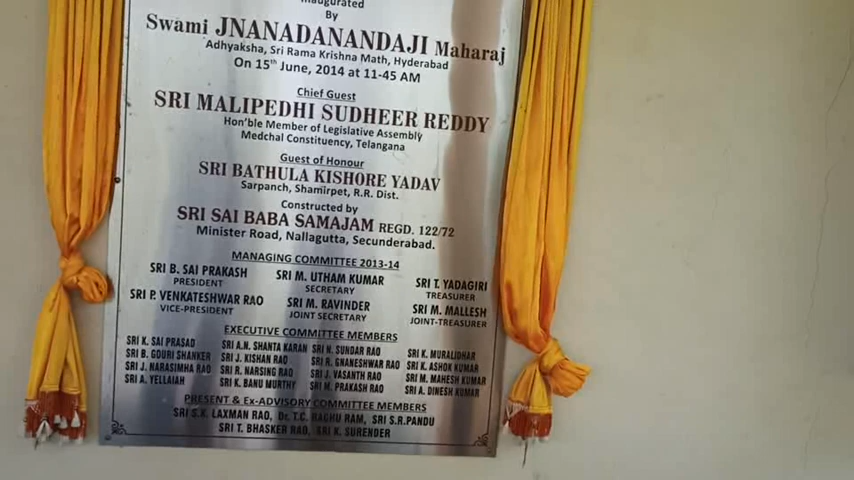 Inaugurated
By
Swami JNANADANANDAJI Maharaj
Adhyaksha, Sri Rama Krishna Math, Hyderabad
On 15th June, 2014 at 11-45 AM
Chief Guest
SRI MALIPEDHI SUDHEER REDDY
Hon'ble Member of Legislative Assembly
Medchal Constituency, Telangana
Guest of Honour
SRI BATHULA KISHORE YADAV
Sarpanch, Shamirpet, R.R. Dist.
Constructed by
SRI SAI BABA SAMAJAM REGD. 122/72
Minister Road, Nallagutta, Secunderabad.
MANAGING COMMITTEE 2013-14
SRI B. SAI PRAKASH SRI M. UTHAM KUMAR SRI T. YADAGIRI
PRESIDENT SECRETARY TREASURER
SRI P. VENKATESHWAR RAO SRI M. RAVINDER SRI M. MALLESH
VICE-PRESIDENT JOINT SECRETARY JOINT-TREASURER
EXECUTIVE COMMITTEE MEMBERS
SRI K. SAI PRASAD SRI A.N. SHANTA KARAN SRI N. SUNDAR RAO SRI K. MURALIDHAR
SRI B. GOURI SHANKER SRI J. KISHAN RAO SRI R. GNANESHWAR RAO SRI K. ASHOK KUMAR
SRI J. NARASIMHA RAO SRI R. NARSING RAO SRI J. VASANTH RAO SRI M. MAHESH KUMAR
SRI A. YELLAIAH SRI K. BANU MURTHY SRI M. PRAKASH RAO SRI A. DINESH KUMAR
PRESENT & EX-ADVISORY COMMITTEE MEMBERS
SRI S.K. LAXMAN RAO, Dr. T.C. RAGHU RAM, SRI S.R.PANDU
SRI T. BHASKER RAO, SRI K. SURENDER.